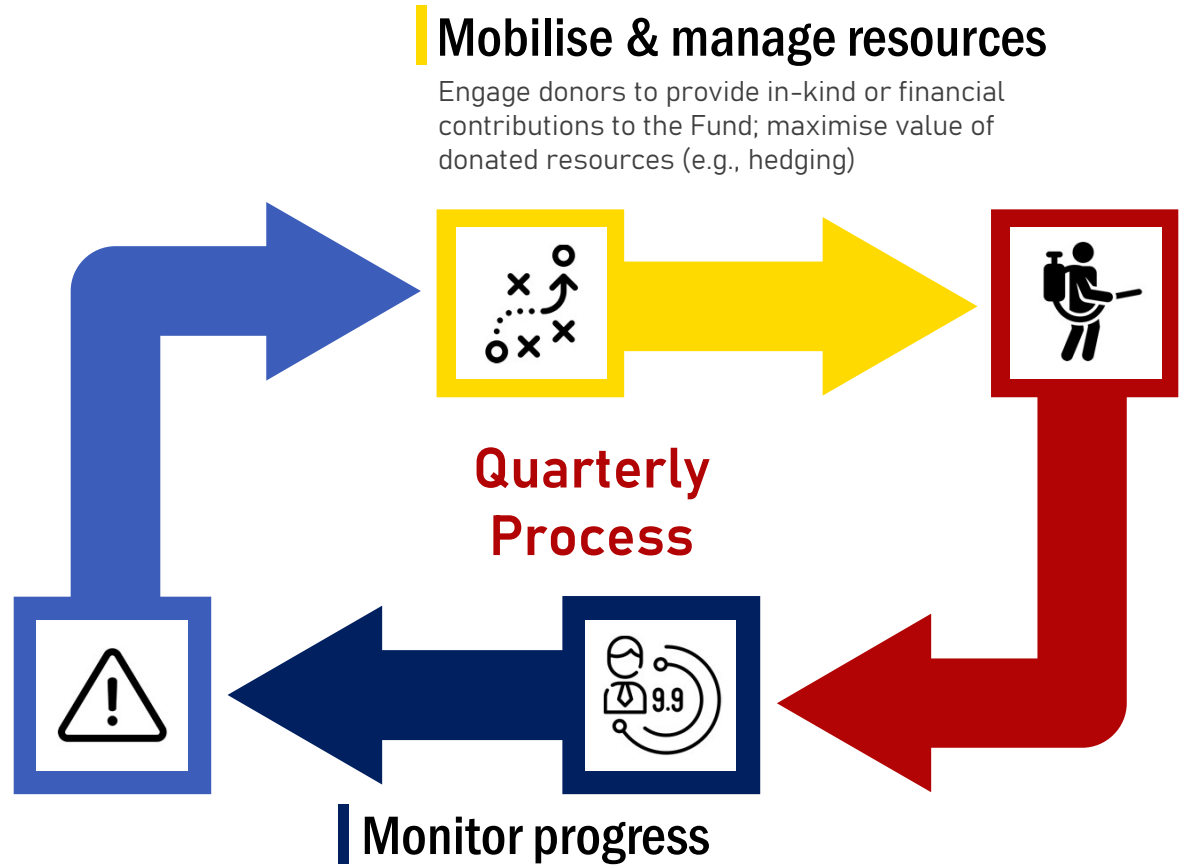 Mobilise & manage resources
Engage donors to provide in-kind or financial
contributions to the Fund; maximise value of
donated resources (e.g., hedging)
Quarterly
Process
9.9
Monitor progress